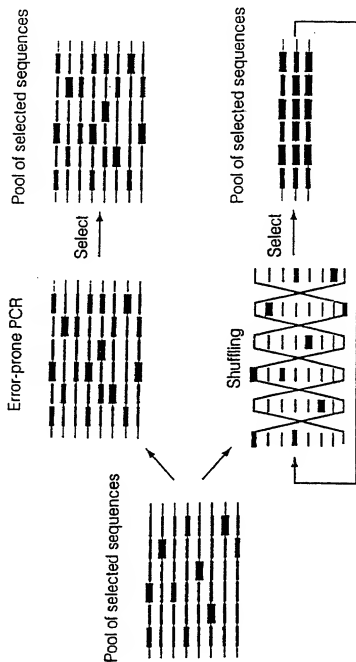 Pool of selected sequences
Error-prone PCR
Select
Pool of selected sequences
Shuffling
Select
Pool of selected sequences